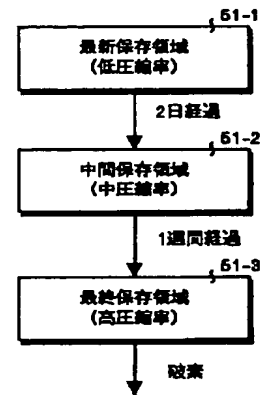 51-1
最新保存領域
(低圧縮率)
2日経過
51-2
中間保存領域
(中圧縮率)
1週間経過
51-3
最終保存領域
(高圧縮率)
破棄